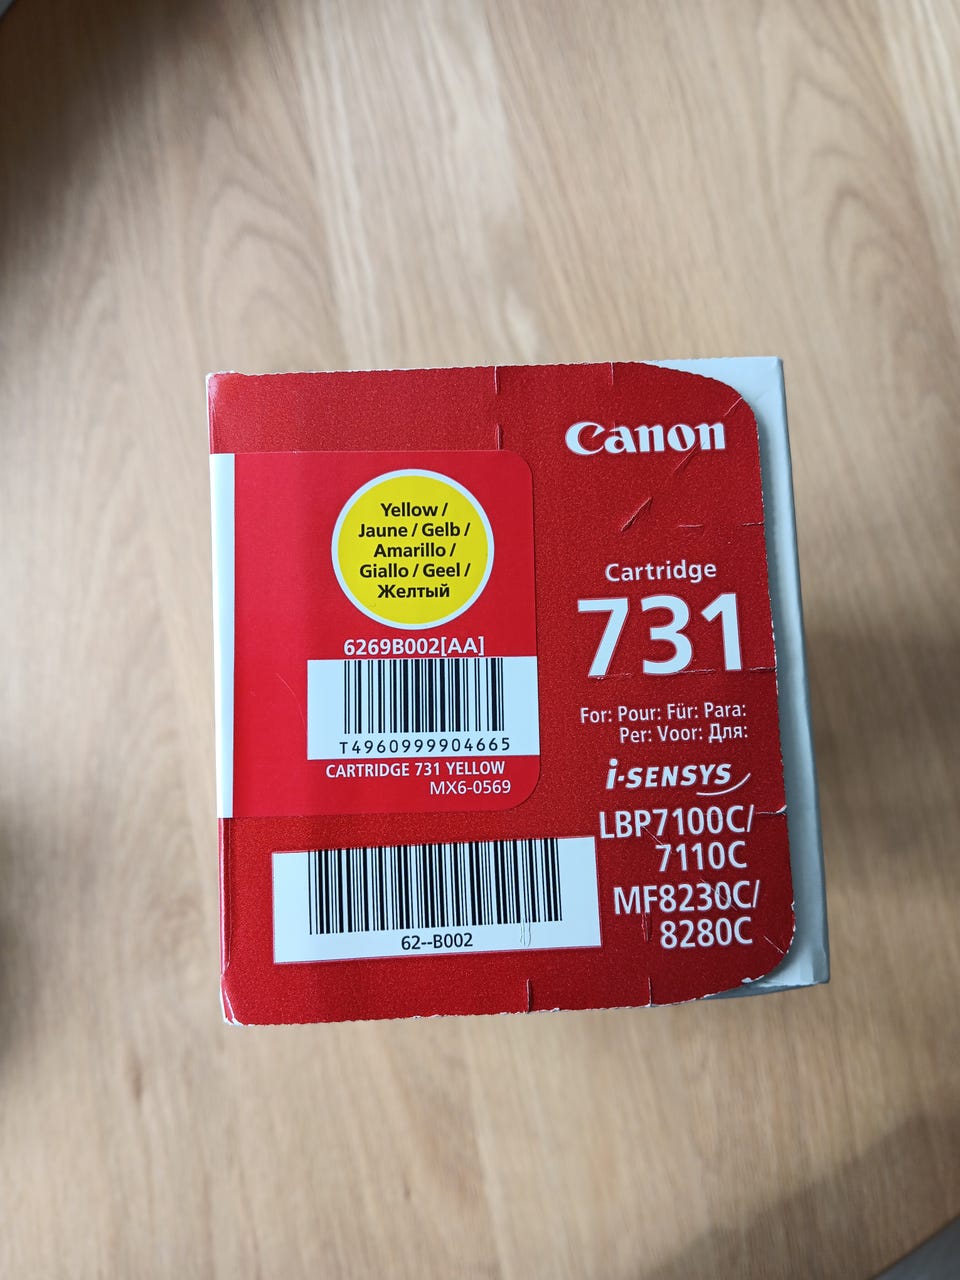 Canon
Yellow /
Jaune / Gelb /
Amarillo /
Giallo / Geel /
Желтый
6269B002[AA]
T4960999904665
CARTRIDGE 731 YELLOW
MX6-0569
62--B002
Cartridge
731
For: Pour: Für: Para:
Per: Voor: Для:
i-SENSYS
LBP7100C/
7110C
MF8230C/
8280C